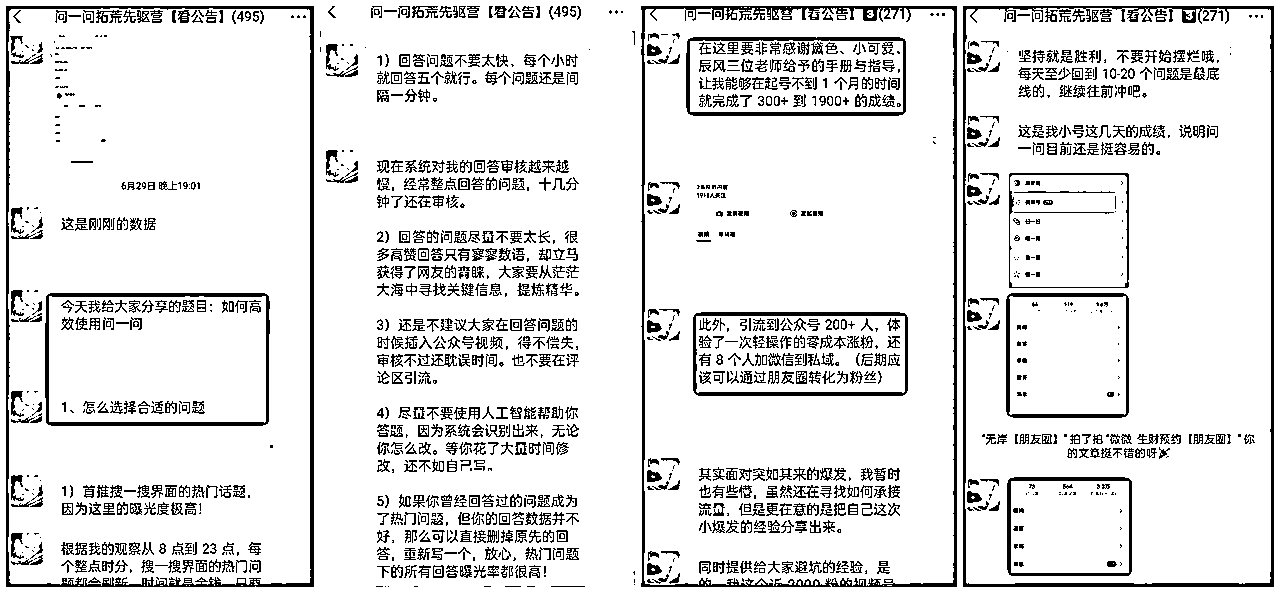 问一问拓荒先驱营【看公告】(495)
6月29日 晚上19:01
这是刚刚的数据
今天我给大家分享的题目：如何高
效使用问一问
1、怎么选择合适的问题
1）首推搜一搜界面的热门话题，
因为这里的曝光度极高！
根据我的观察从 8 点到 23 点，每
个整点时分，搜一搜界面的热门问
题都会刷新，时间就是金钱，只要
问一问拓荒先驱营【看公告】(495)
1）回答问题不要太快、每个小时
就回答五个就行。每个问题还是间
隔一分钟。
现在系统对我的回答审核越来越
慢，经常整点回答的问题，十几分
钟了还在审核。
2）回答的问题尽量不要太长，很
多高赞回答只有寥寥数语，却立马
获得了网友的青睐，大家要从茫茫
大海中寻找关键信息，提炼精华。
3）还是不建议大家在回答问题的
时候插入公众号视频，得不偿失，
审核不过还耽误时间。也不要在评
论区引流。
4）尽量不要使用人工智能帮助你
答题，因为系统会识别出来，无论
你怎么改。等你花了大量时间修
改，还不如自己写。
5）如果你曾经回答过的问题成为
了热门问题，但你的回答数据并不
好，那么可以直接删掉原先的回
答，重新写一个，放心，热门问题
下的所有回答曝光率都很高！
问一问拓荒先驱营【看公告】3(271)
在这里要非常感谢黛色、小可爱、
辰风三位老师给予的手册与指导，
让我能够在起号不到 1 个月的时间
就完成了 300+ 到 1900+ 的成绩。
此外，引流到公众号 200+ 人，体
验了一次轻操作的零成本涨粉，还
有 8 个人加微信到私域。（后期应
该可以通过朋友圈转化为粉丝）
其实面对突如其来的爆发，我暂时
也有些懵，虽然还在寻找如何承接
流量，但是更在意的是把自己这次
小爆发的经验分享出来。
同时提供给大家避坑的经验，是
的，我这个近 2000 粉的视频号
问一问拓荒先驱营【看公告】3(271)
坚持就是胜利，不要开始摆烂哦，
每天至少回到 10-20 个问题是最底
线的，继续往前冲吧。
这是我小号这几天的成绩，说明问
一问目前还是挺容易的。
"无岸【朋友圈】"拍了拍"微微 生财预约【朋友圈】"你
的文章挺不错的呀